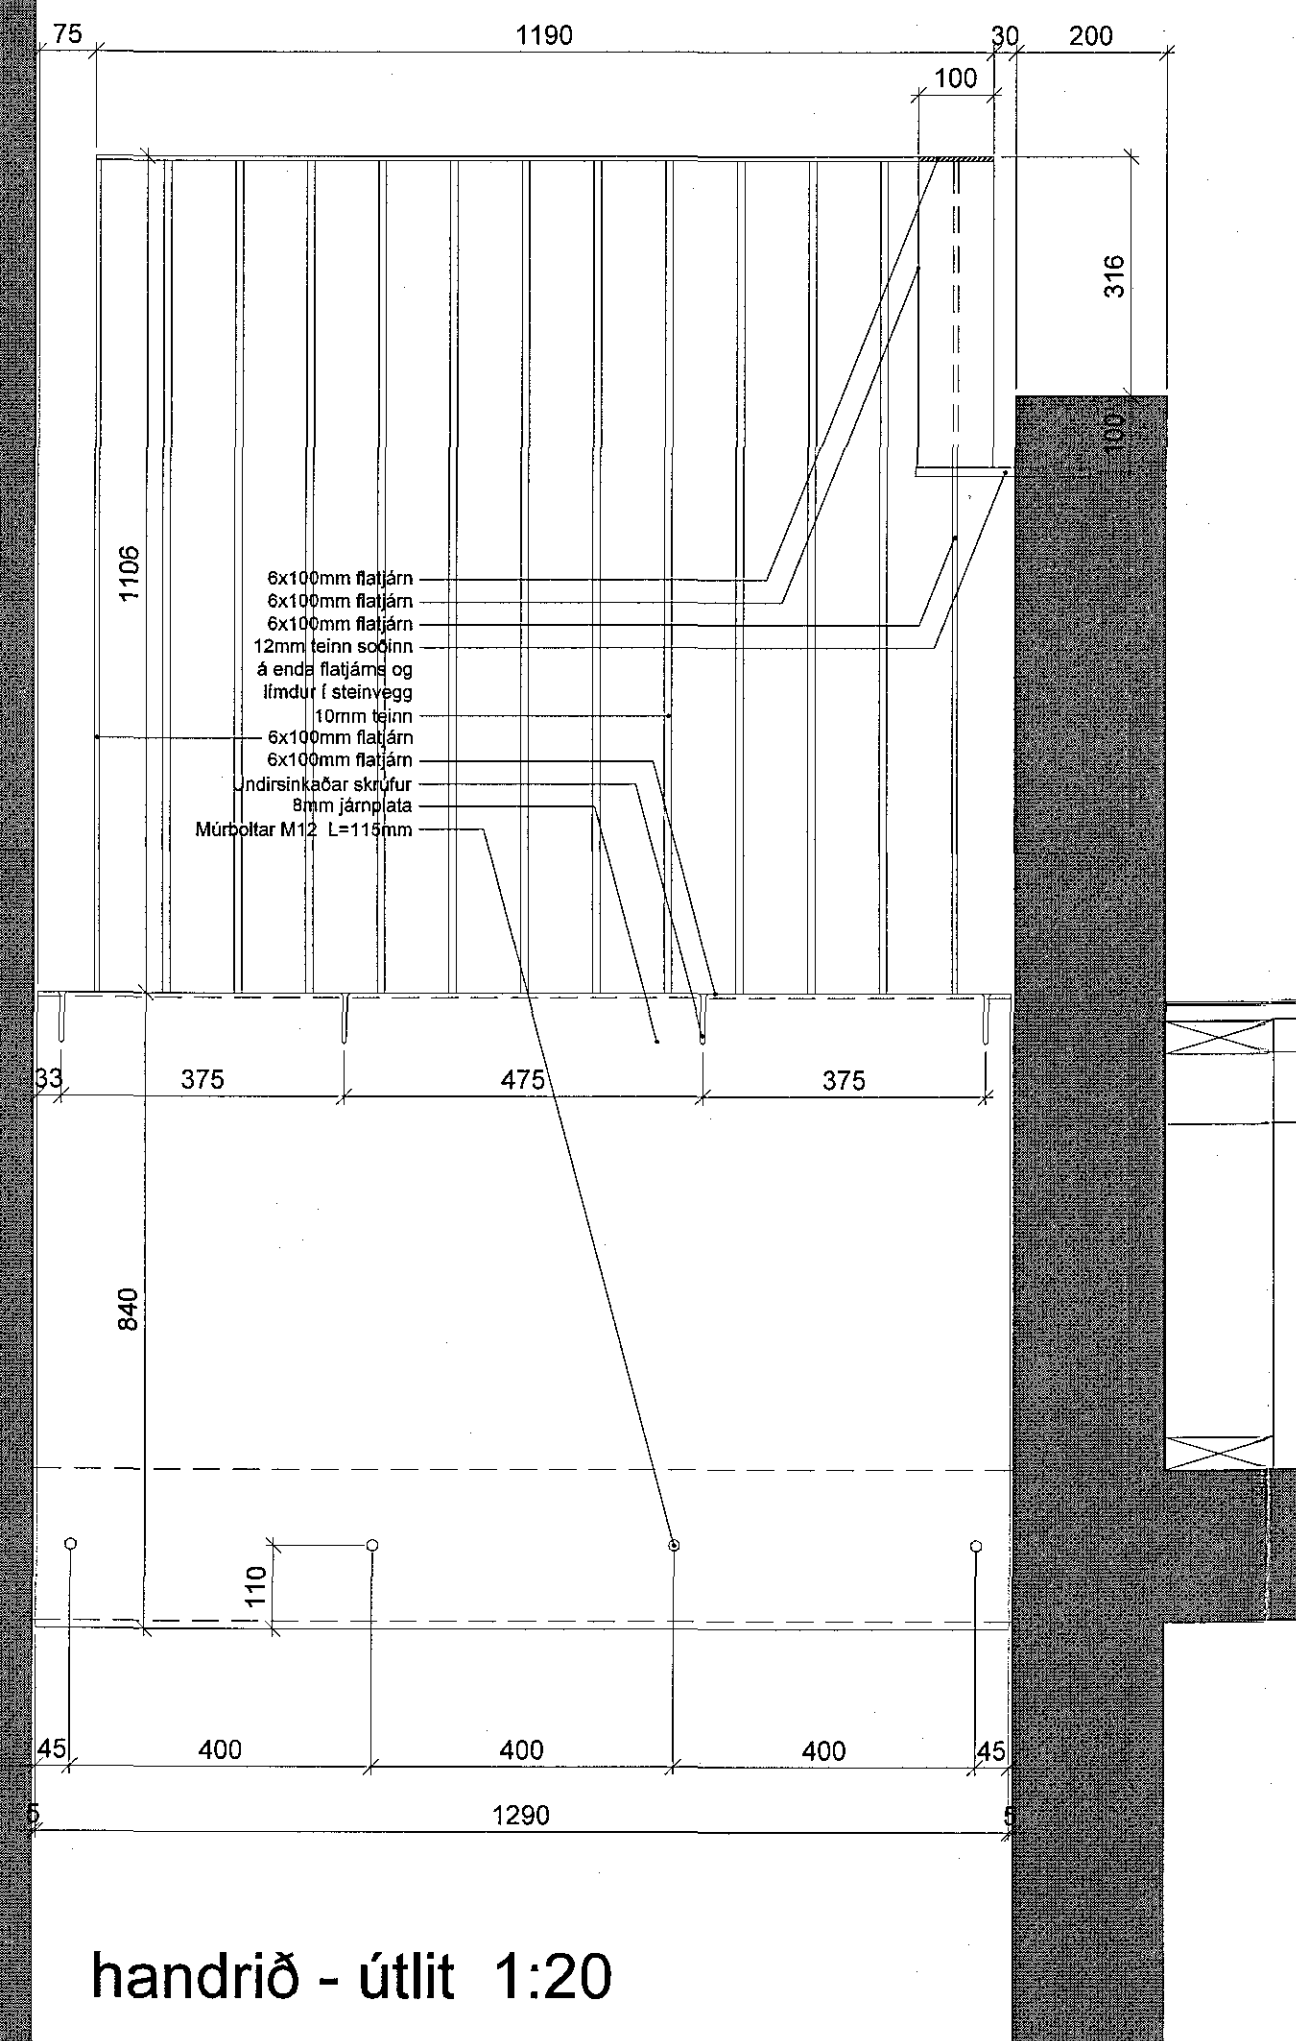 75
1190
30
200
100
316
100
1106
6x100mm flatjárn
6x100mm flatjárn
6x100mm flatjárn
12mm teinn soðinn
á enda flatjárns og
límdur í steinvegg
10mm teinn
6x100mm flatjárn
6x100mm flatjárn
Undirsinkaðar skrúfur
8mm járnplata
Múrboltar M12 L=115mm
33
375
475
375
840
110
45
400
400
400
45
5
1290
5
handrið - útlit 1:20